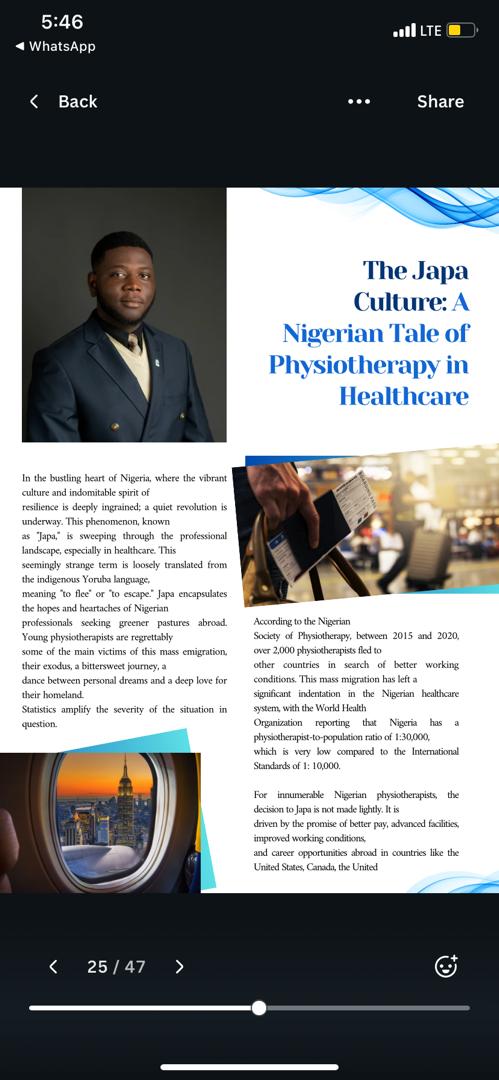 5:46
LTE
◀ WhatsApp
Back
Share
The Japa
Culture: A
Nigerian Tale of
Physiotherapy in
Healthcare
In the bustling heart of Nigeria, where the vibrant
culture and indomitable spirit of
resilience is deeply ingrained; a quiet revolution is
underway. This phenomenon, known
as "Japa," is sweeping through the professional
landscape, especially in healthcare. This
seemingly strange term is loosely translated from
the indigenous Yoruba language,
meaning "to flee" or "to escape." Japa encapsulates
the hopes and heartaches of Nigerian
professionals seeking greener pastures abroad.
Young physiotherapists are regrettably
some of the main victims of this mass emigration,
their exodus, a bittersweet journey, a
dance between personal dreams and a deep love for
their homeland.
Statistics amplify the severity of the situation in
question.
According to the Nigerian
Society of Physiotherapy, between 2015 and 2020,
over 2,000 physiotherapists fled to
other countries in search of better working
conditions. This mass migration has left a
significant indentation in the Nigerian healthcare
system, with the World Health
Organization reporting that Nigeria has a
physiotherapist-to-population ratio of 1:30,000,
which is very low compared to the International
Standards of 1: 10,000.
For innumerable Nigerian physiotherapists, the
decision to Japa is not made lightly. It is
driven by the promise of better pay, advanced facilities,
improved working conditions,
and career opportunities abroad in countries like the
United States, Canada, the United
25 / 47